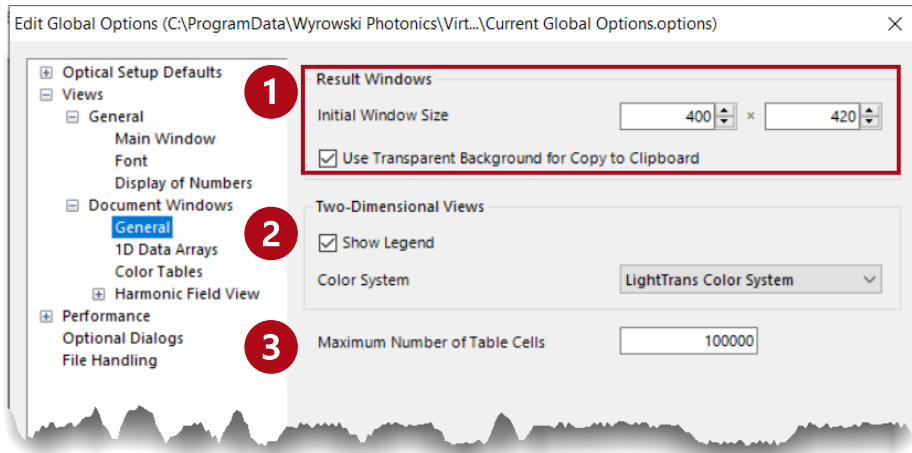 Edit Global Options (C:\ProgramData\Wyrowski Photonics\Virt...\Current Global Options.options)
Optical Setup Defaults
Views
General
Main Window
Font
Display of Numbers
Document Windows
General
1D Data Arrays
Color Tables
Harmonic Field View
Performance
Optional Dialogs
File Handling
1
Result Windows
Initial Window Size 400 × 420
Use Transparent Background for Copy to Clipboard
2
Two-Dimensional Views
Show Legend
Color System LightTrans Color System
3
Maximum Number of Table Cells 100000